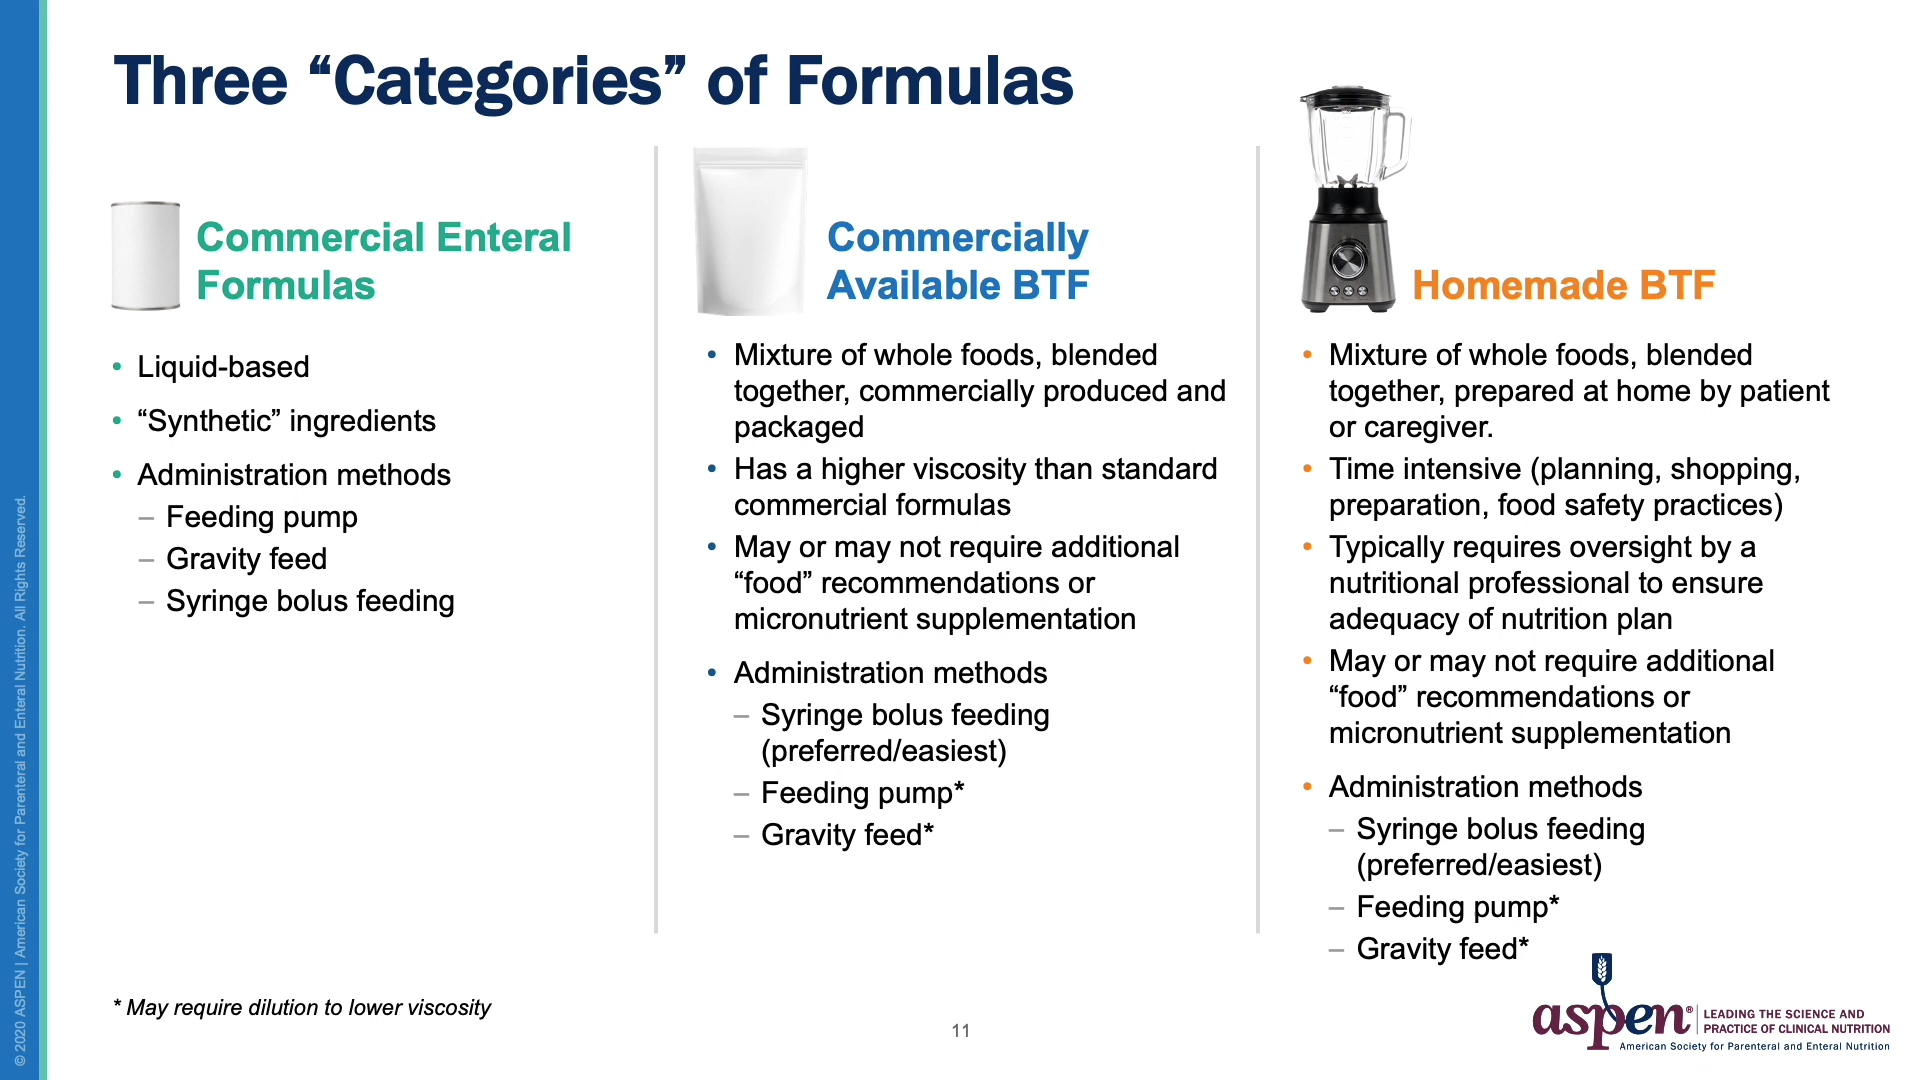 Three “Categories” of Formulas
Commercial Enteral
Formulas
• Liquid-based
• “Synthetic” ingredients
• Administration methods
– Feeding pump
– Gravity feed
– Syringe bolus feeding
Commercially
Available BTF
• Mixture of whole foods, blended
together, commercially produced and
packaged
• Has a higher viscosity than standard
commercial formulas
• May or may not require additional
“food” recommendations or
micronutrient supplementation
• Administration methods
– Syringe bolus feeding
(preferred/easiest)
– Feeding pump*
– Gravity feed*
Homemade BTF
• Mixture of whole foods, blended
together, prepared at home by patient
or caregiver.
• Time intensive (planning, shopping,
preparation, food safety practices)
• Typically requires oversight by a
nutritional professional to ensure
adequacy of nutrition plan
• May or may not require additional
“food” recommendations or
micronutrient supplementation
• Administration methods
– Syringe bolus feeding
(preferred/easiest)
– Feeding pump*
– Gravity feed*
* May require dilution to lower viscosity
11
aspen®
LEADING THE SCIENCE AND
PRACTICE OF CLINICAL NUTRITION
American Society for Parenteral and Enteral Nutrition
© 2020 ASPEN | American Society for Parenteral and Enteral Nutrition. All Rights Reserved.